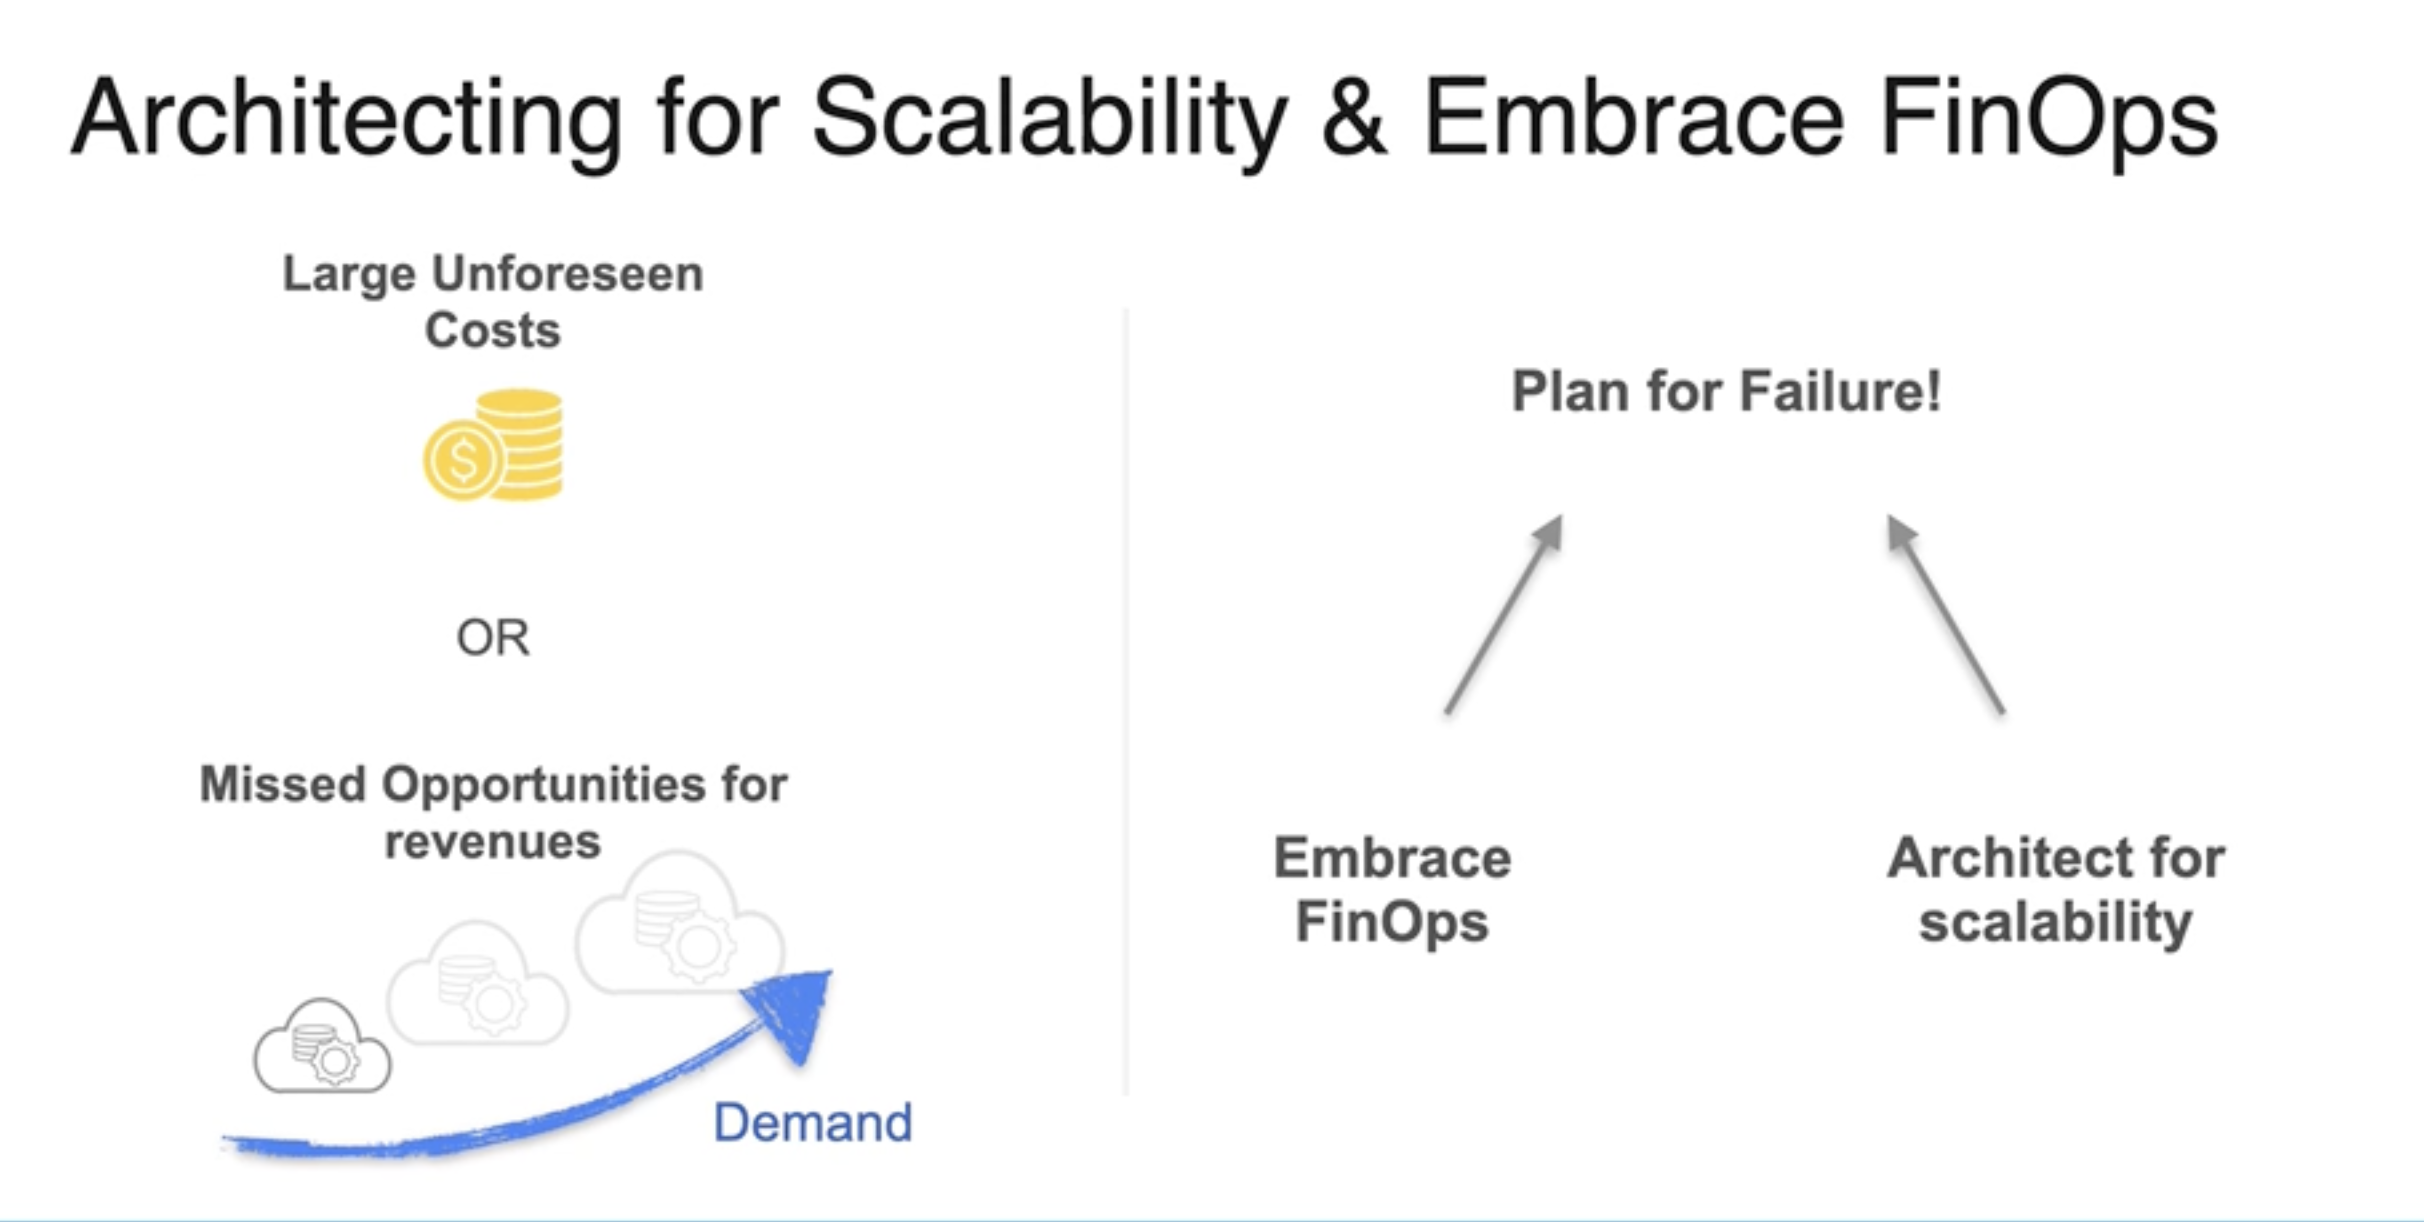 Architecting for Scalability & Embrace FinOps
Large Unforeseen
Costs
$
OR
Missed Opportunities for
revenues
Demand
Plan for Failure!
Embrace
FinOps
Architect for
scalability